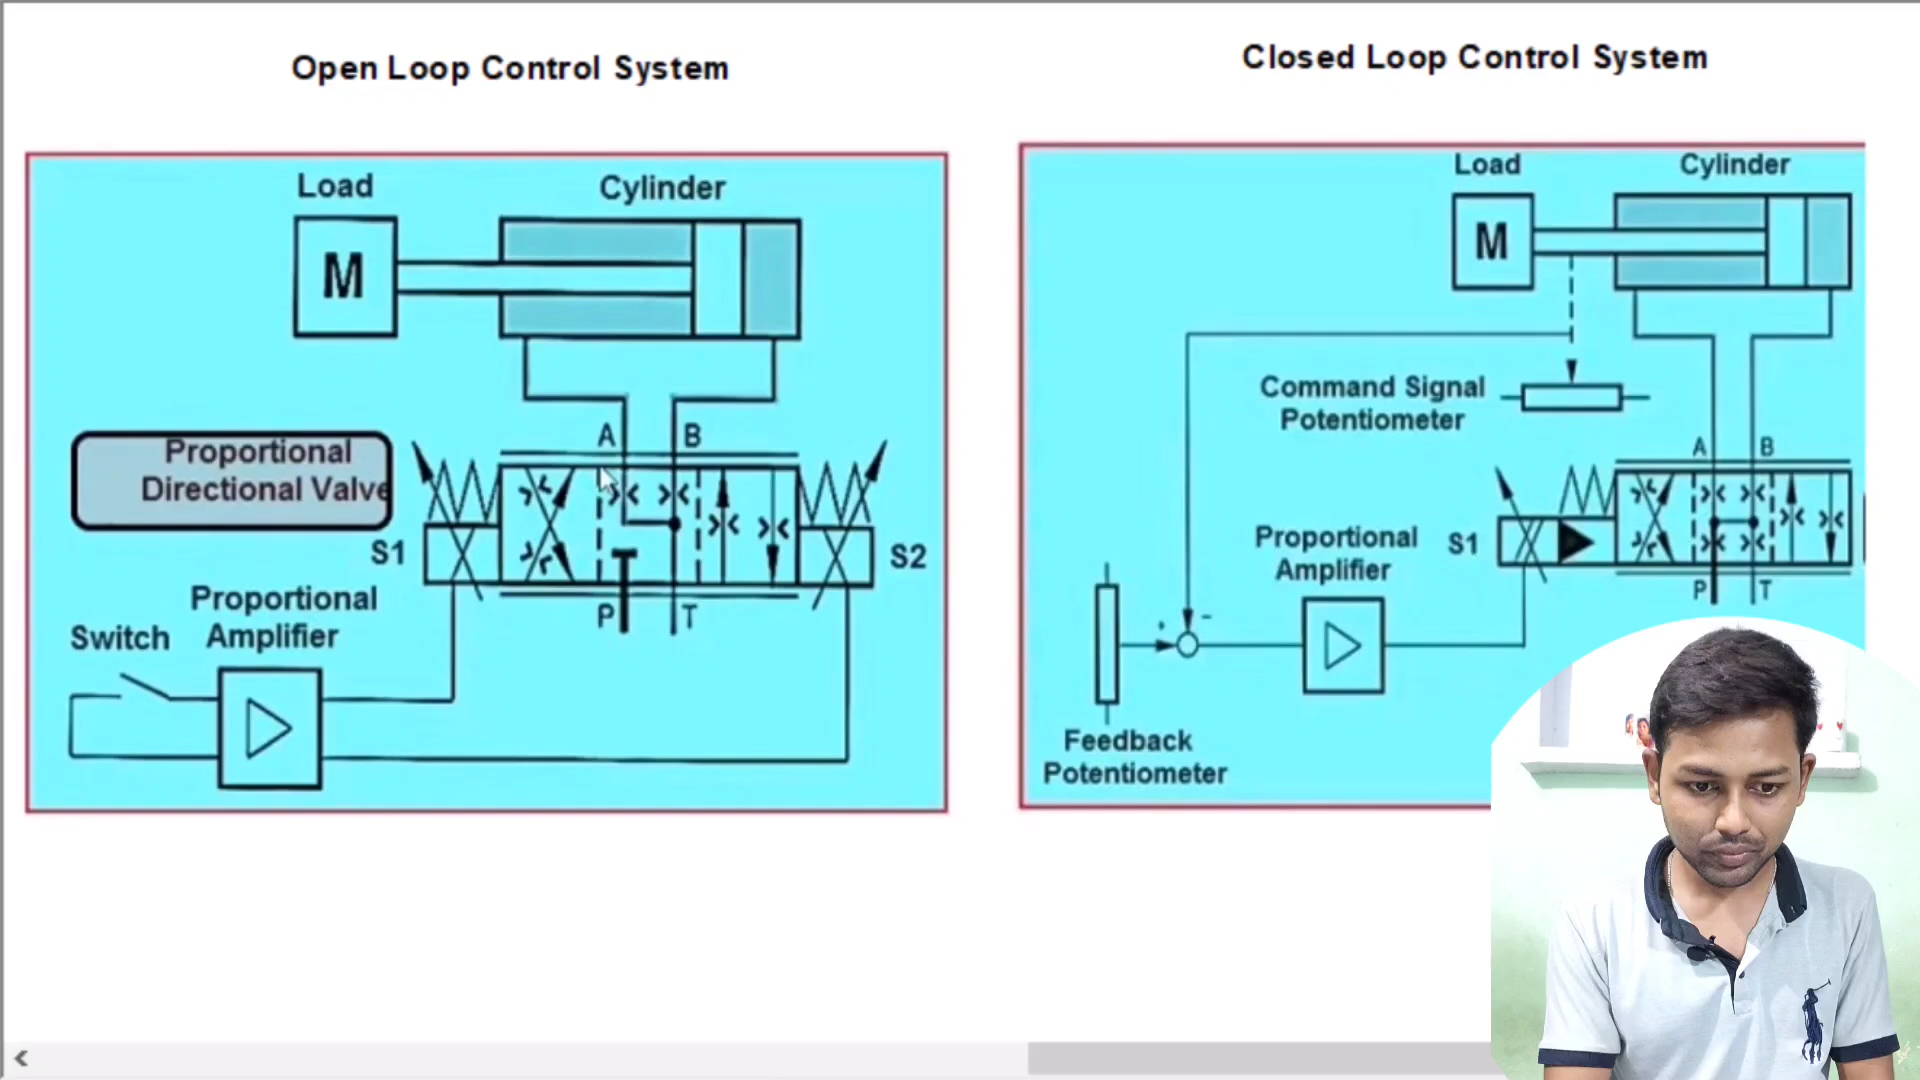 Open Loop Control System
Closed Loop Control System
Load
Cylinder
M
A
B
Proportional
Directional Valve
S1
S2
P
T
Proportional
Amplifier
Switch
Load
Cylinder
M
Command Signal
Potentiometer
A
B
Proportional
Amplifier
S1
P
T
+
-
Feedback
Potentiometer